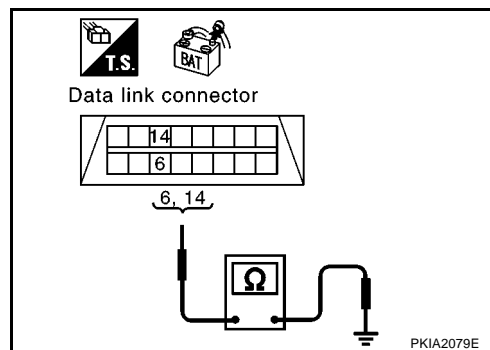 T.S.
BAT
Data link connector
14
6
6, 14
Ω
PKIA2079E